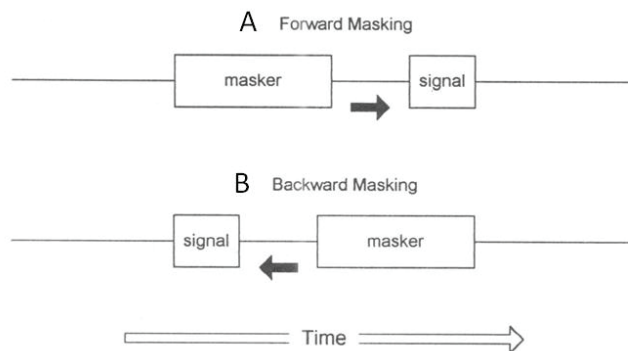 A Forward Masking
masker signal
B Backward Masking
signal masker
Time